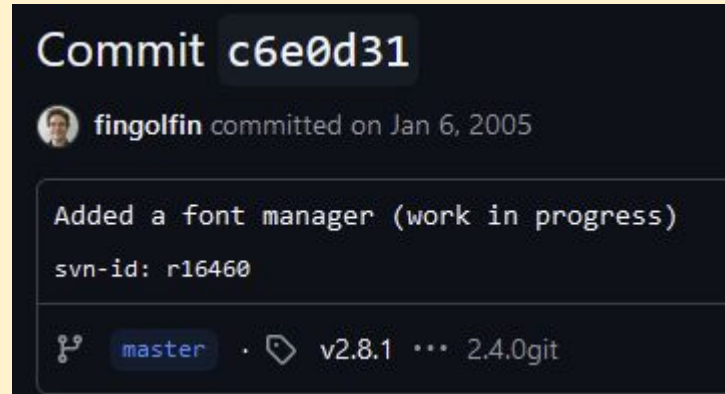 Commit c6e0d31
fingolfin committed on Jan 6, 2005
Added a font manager (work in progress)
svn-id: r16460
master · v2.8.1 ··· 2.4.0git